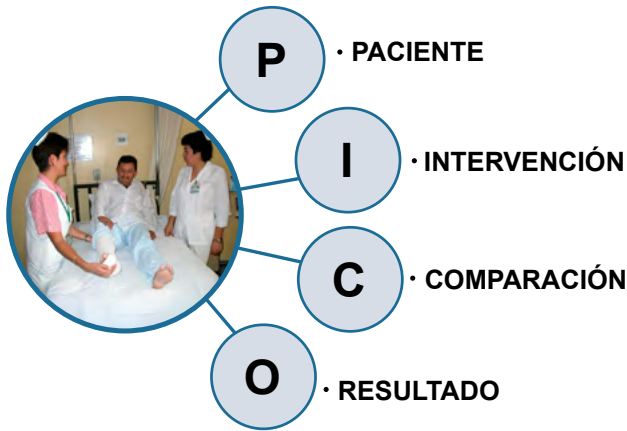 P · PACIENTE
I · INTERVENCIÓN
C · COMPARACIÓN
O · RESULTADO